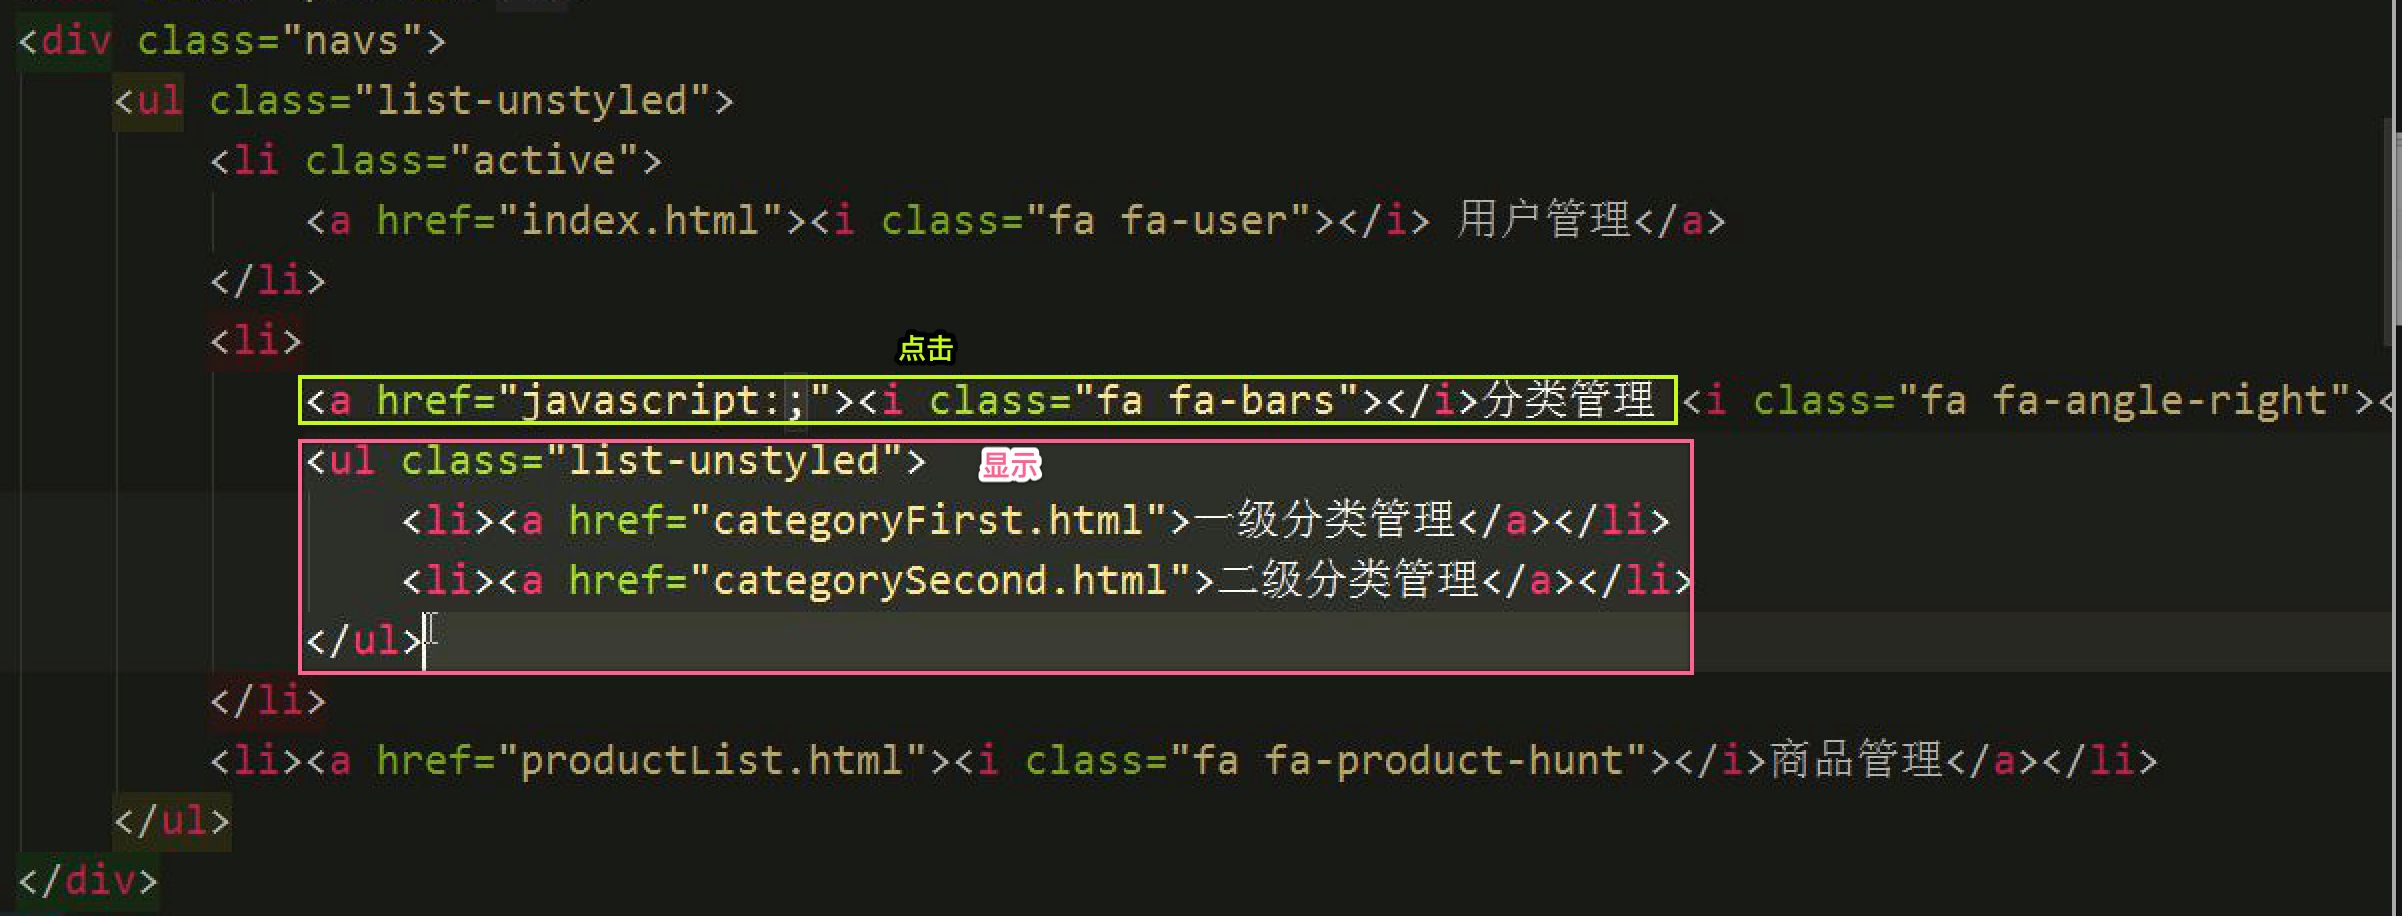 <div class="navs">
<ul class="list-unstyled">
<li class="active">
<a href="index.html"><i class="fa fa-user"></i> 用户管理</a>
</li>
<li>
点击
<a href="javascript:;"><i class="fa fa-bars"></i>分类管理 <i class="fa fa-angle-right"><
<ul class="list-unstyled"> 显示
<li><a href="categoryFirst.html">一级分类管理</a></li>
<li><a href="categorySecond.html">二级分类管理</a></li>
</ul>
</li>
<li><a href="productList.html"><i class="fa fa-product-hunt"></i>商品管理</a></li>
</ul>
</div>